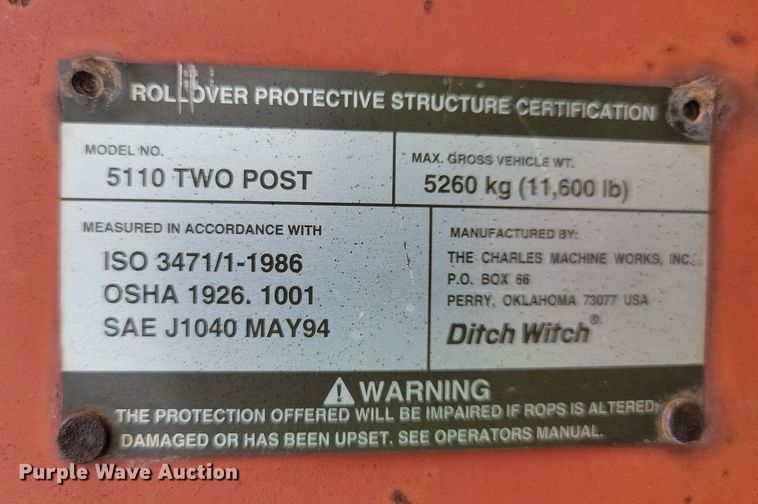 ROLLOVER PROTECTIVE STRUCTURE CERTIFICATION
MODEL NO.
5110 TWO POST
MAX. GROSS VEHICLE WT.
5260 kg (11,600 lb)
MEASURED IN ACCORDANCE WITH
ISO 3471/1-1986
OSHA 1926. 1001
SAE J1040 MAY94
MANUFACTURED BY:
THE CHARLES MACHINE WORKS, INC.
P.O. BOX 66
PERRY, OKLAHOMA 73077 USA
Ditch Witch®
⚠ WARNING
THE PROTECTION OFFERED WILL BE IMPAIRED IF ROPS IS ALTERED,
DAMAGED OR HAS BEEN UPSET. SEE OPERATORS MANUAL.
Purple Wave Auction